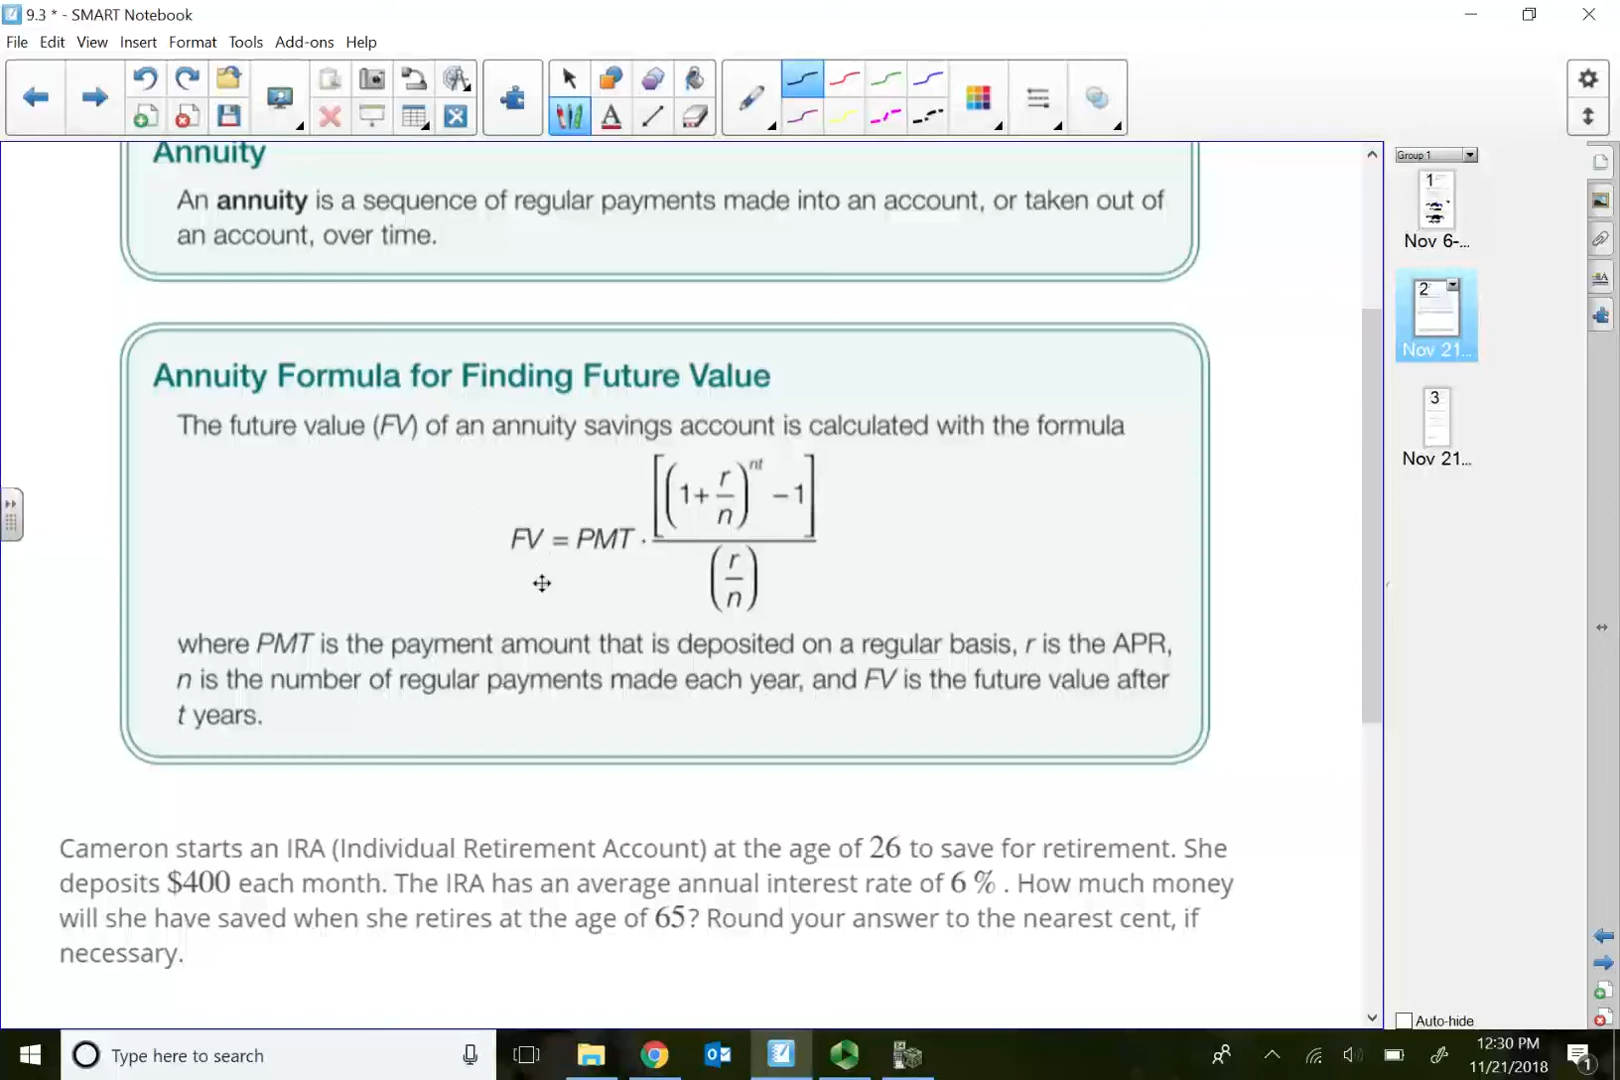 9.3 * - SMART Notebook
File Edit View Insert Format Tools Add-ons Help
Group 1
Annuity
An annuity is a sequence of regular payments made into an account, or taken out of
an account, over time.
Annuity Formula for Finding Future Value
The future value (FV) of an annuity savings account is calculated with the formula
FV = PMT · [(1 + r/n)^nt − 1] / (r/n)
where PMT is the payment amount that is deposited on a regular basis, r is the APR,
n is the number of regular payments made each year, and FV is the future value after
t years.
Cameron starts an IRA (Individual Retirement Account) at the age of 26 to save for retirement. She
deposits $400 each month. The IRA has an average annual interest rate of 6 % . How much money
will she have saved when she retires at the age of 65? Round your answer to the nearest cent, if
necessary.
1
Nov 6-...
2
Nov 21...
3
Nov 21...
Auto-hide
Type here to search
12:30 PM
11/21/2018
1